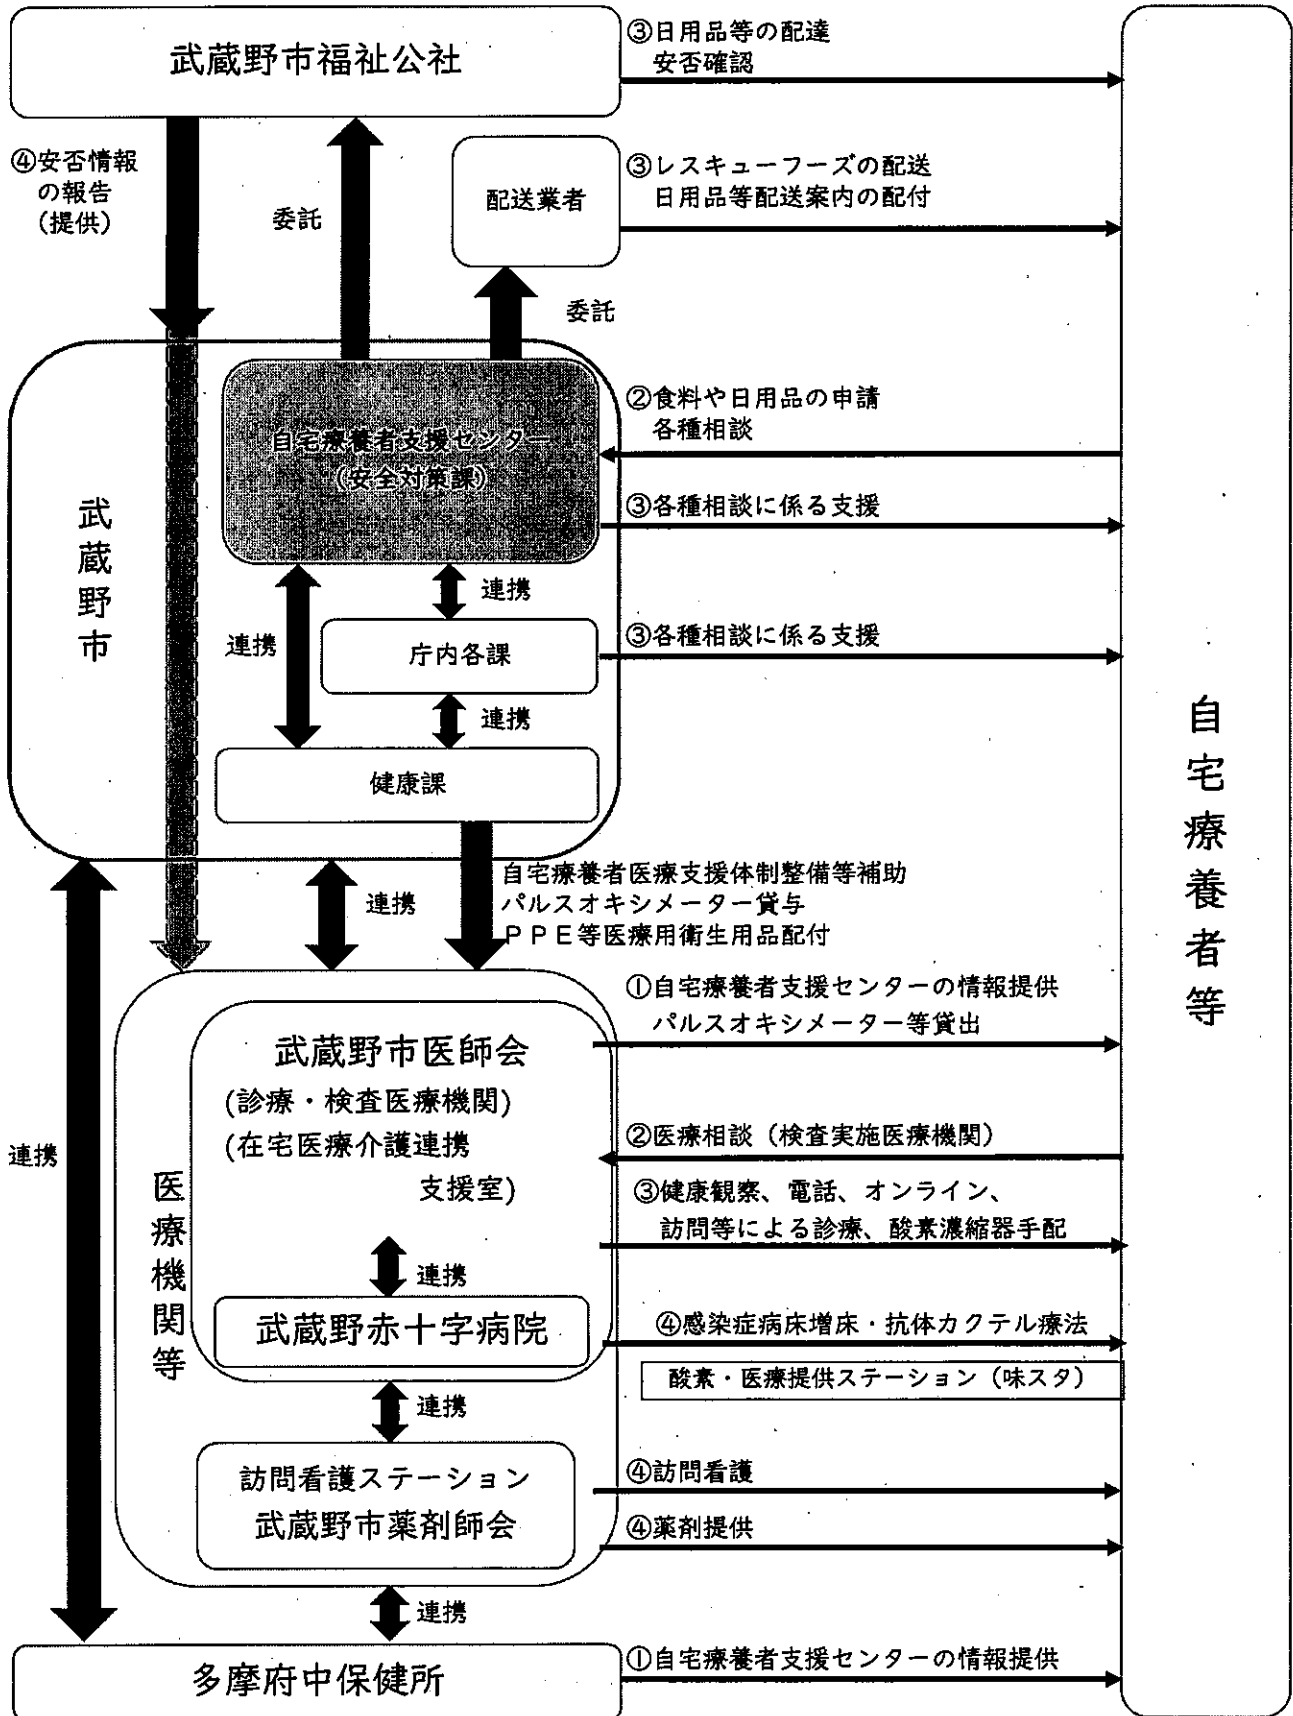 武蔵野市福祉公社
③日用品等の配達
安否確認
④安否情報
の報告
(提供)
委託
配送業者
③レスキューフーズの配送
日用品等配送案内の配付
委託
武蔵野市
自宅療養者支援センター
(安全対策課)
②食料や日用品の申請
各種相談
③各種相談に係る支援
連携
連携
庁内各課
③各種相談に係る支援
連携
健康課
自宅療養者等
連携
自宅療養者医療支援体制整備等補助
パルスオキシメーター貸与
PPE等医療用衛生用品配付
連携
医療機関等
武蔵野市医師会
(診療・検査医療機関)
(在宅医療介護連携
支援室)
①自宅療養者支援センターの情報提供
パルスオキシメーター等貸出
②医療相談(検査実施医療機関)
③健康観察、電話、オンライン、
訪問等による診療、酸素濃縮器手配
連携
武蔵野赤十字病院
④感染症病床増床・抗体カクテル療法
酸素・医療提供ステーション(味スタ)
連携
訪問看護ステーション
武蔵野市薬剤師会
④訪問看護
④薬剤提供
連携
多摩府中保健所
①自宅療養者支援センターの情報提供